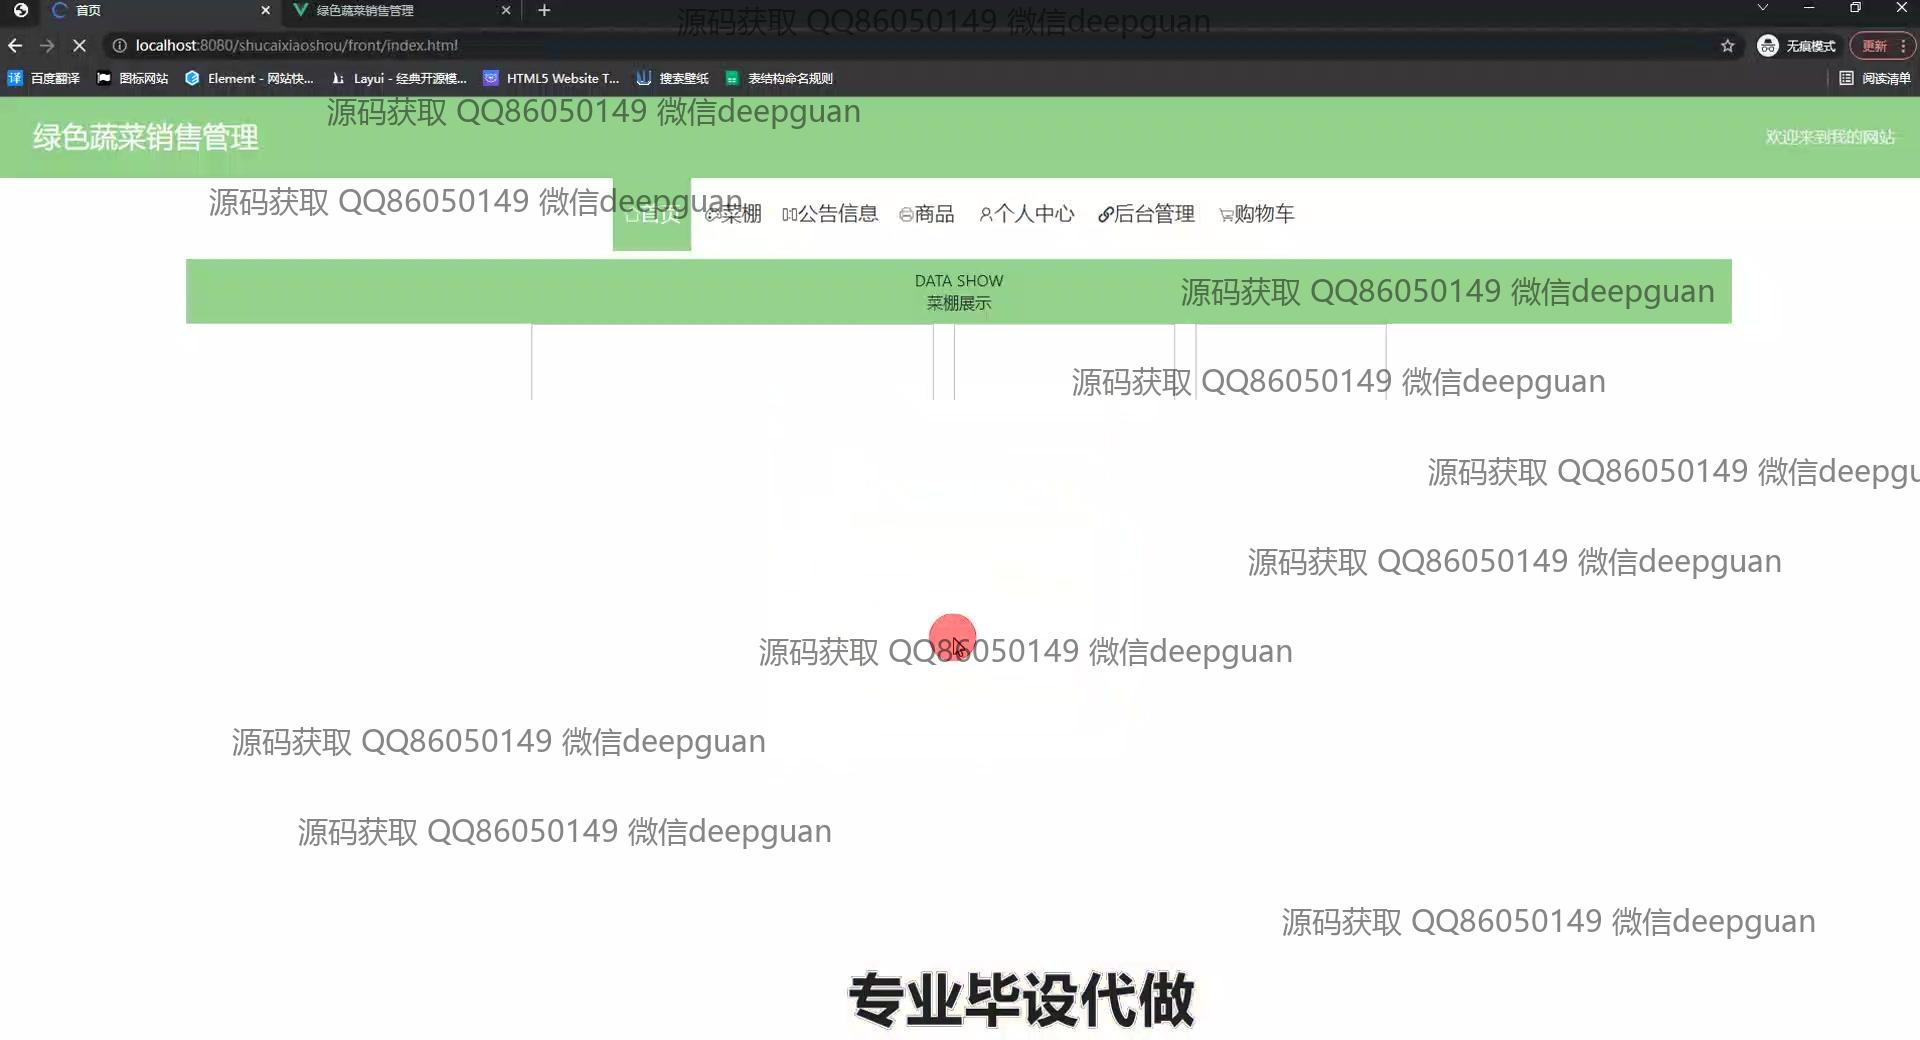 首页
绿色蔬菜销售管理
源码获取 QQ86050149 微信deepguan
localhost:8080/shucaixiaoshou/front/index.html
无痕模式
更新
百度翻译
图标网站
Element - 网站快...
Layui - 经典开源模...
HTML5 Website T...
搜索壁纸
表结构命名规则
阅读清单
源码获取 QQ86050149 微信deepguan
绿色蔬菜销售管理
欢迎来到我的网站
源码获取 QQ86050149 微信deepguan
首页
菜棚
公告信息
商品
个人中心
后台管理
购物车
DATA SHOW
菜棚展示
源码获取 QQ86050149 微信deepguan
源码获取 QQ86050149 微信deepguan
源码获取 QQ86050149 微信deepgu
源码获取 QQ86050149 微信deepguan
源码获取 QQ86050149 微信deepguan
源码获取 QQ86050149 微信deepguan
源码获取 QQ86050149 微信deepguan
源码获取 QQ86050149 微信deepguan
专业毕设代做